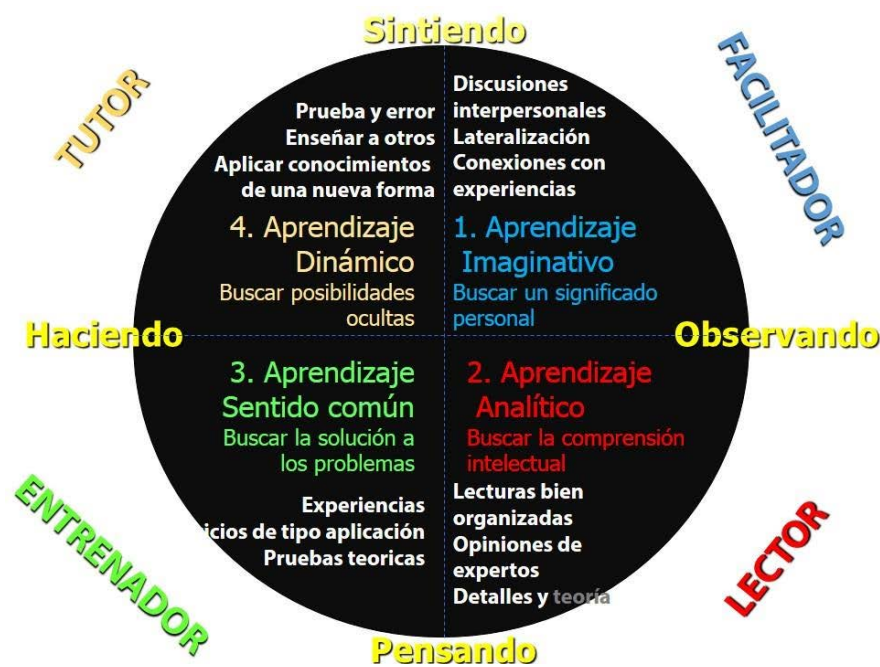 Sintiendo
TUTOR
FACILITADOR
Prueba y error
Enseñar a otros
Aplicar conocimientos
de una nueva forma
Discusiones
interpersonales
Lateralización
Conexiones con
experiencias
4. Aprendizaje
Dinámico
Buscar posibilidades
ocultas
1. Aprendizaje
Imaginativo
Buscar un significado
personal
Haciendo
Observando
3. Aprendizaje
Sentido común
Buscar la solución a
los problemas
2. Aprendizaje
Analítico
Buscar la comprensión
intelectual
Experiencias
icios de tipo aplicación
Pruebas teoricas
Lecturas bien
organizadas
Opiniones de
expertos
Detalles y teoría
ENTRENADOR
LECTOR
Pensando